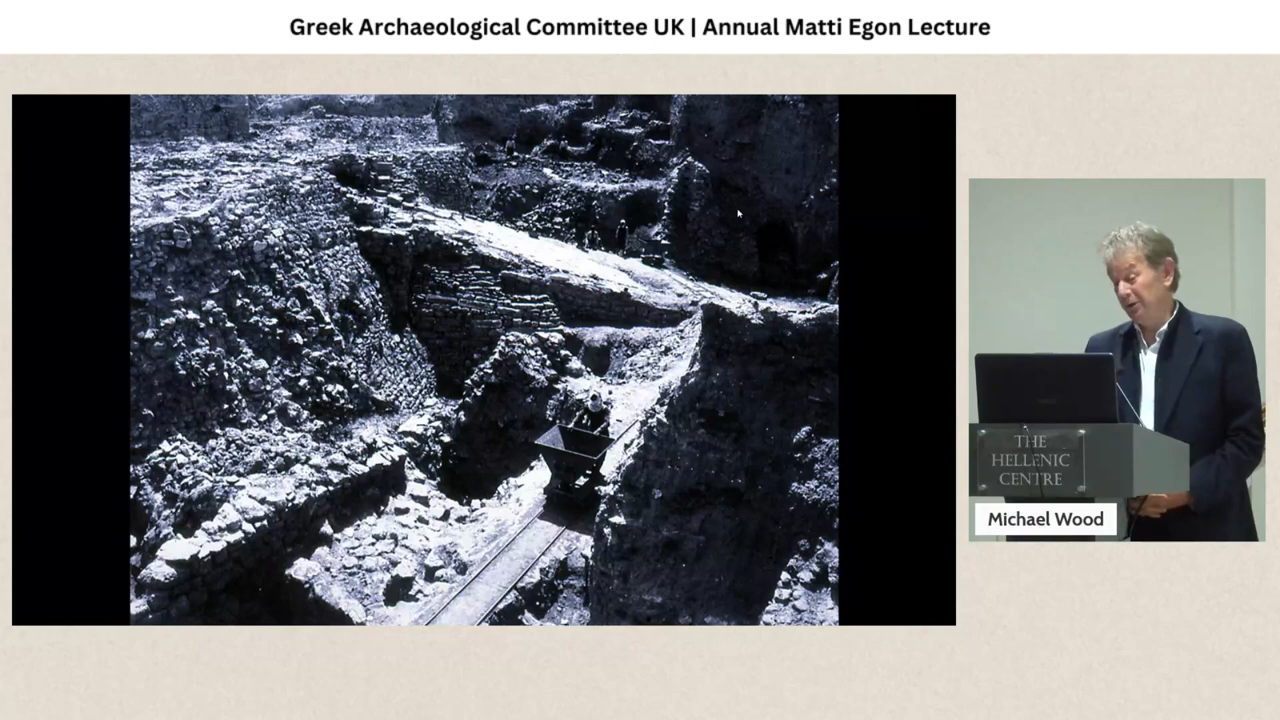 Greek Archaeological Committee UK | Annual Matti Egon Lecture
THE
HELLENIC
CENTRE
Michael Wood